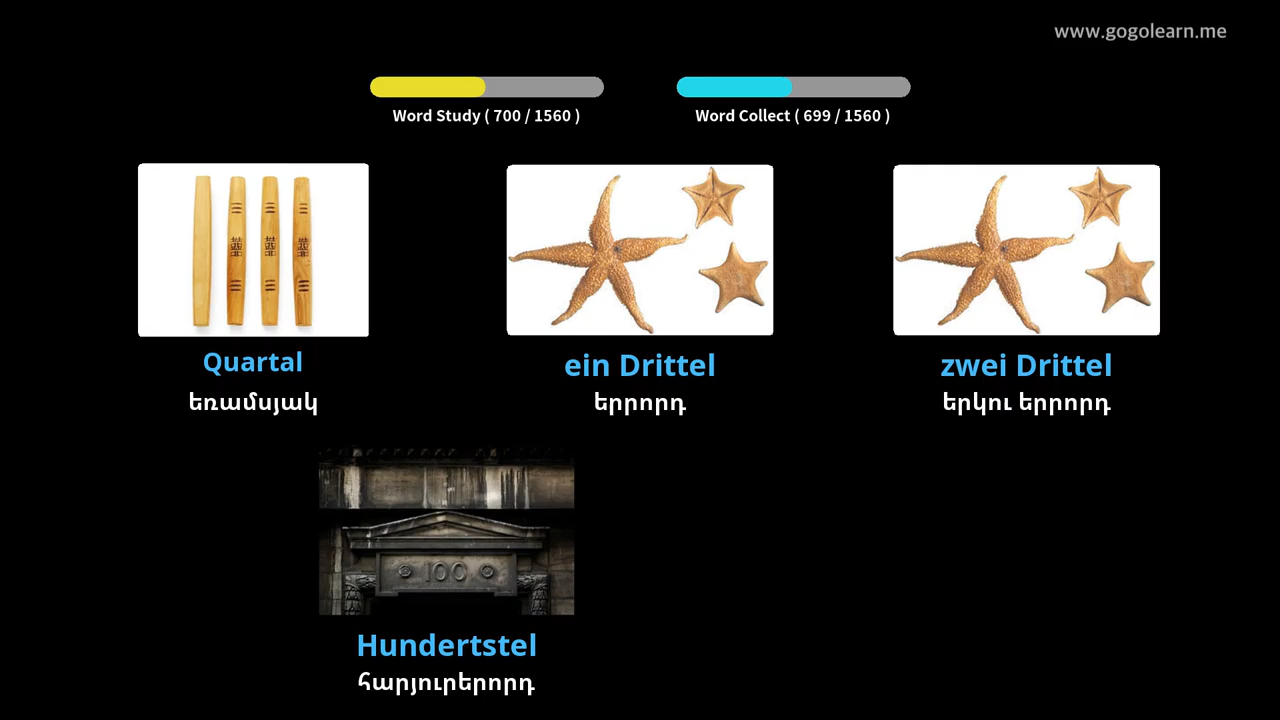 www.gogolearn.me
Word Study ( 700 / 1560 )
Word Collect ( 699 / 1560 )
Quartal
եռամսյակ
ein Drittel
երրորդ
zwei Drittel
երկու երրորդ
100
Hundertstel
հարյուրերորդ